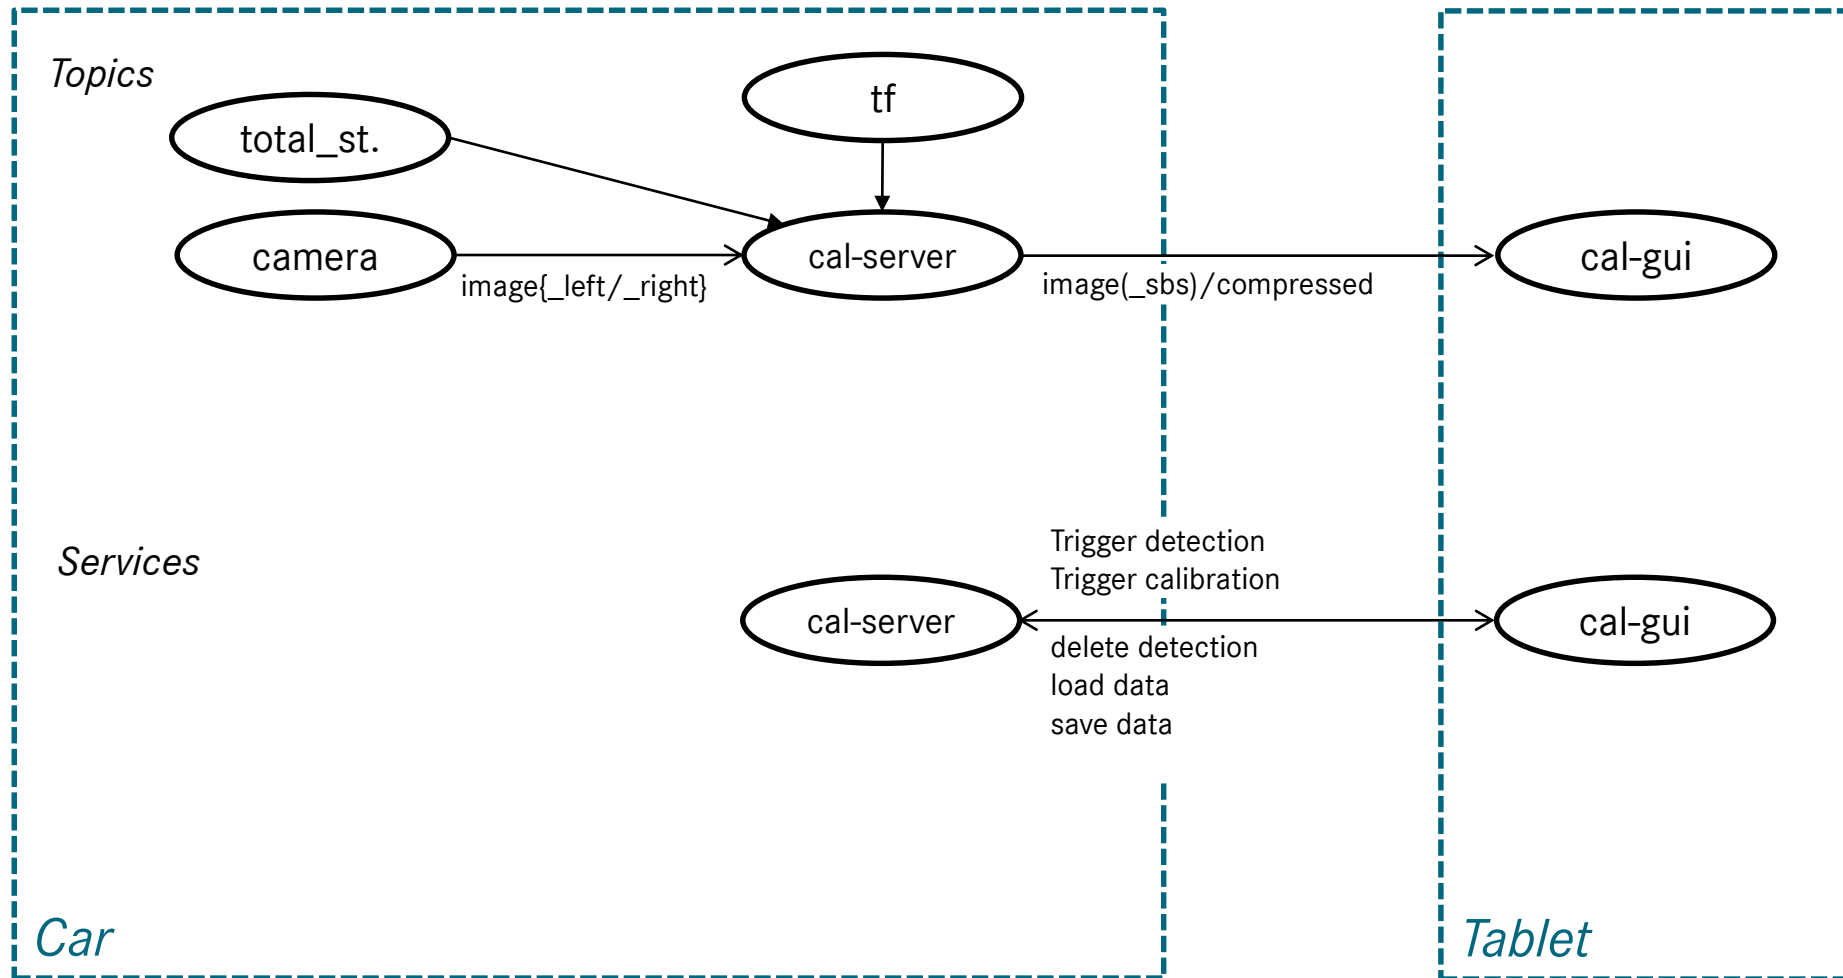 Topics
tf
total_st.
camera
cal-server
cal-gui
image{_left/_right}
image(_sbs)/compressed
Services
Trigger detection
Trigger calibration
cal-server
cal-gui
delete detection
load data
save data
Car
Tablet